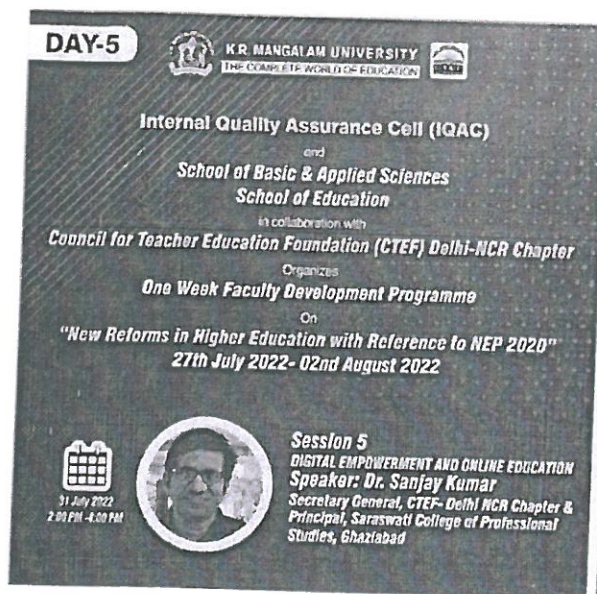 DAY-5
K.R. MANGALAM UNIVERSITY
THE COMPLETE WORLD OF EDUCATION
Internal Quality Assurance Cell (IQAC)
and
School of Basic & Applied Sciences
School of Education
in collaboration with
Council for Teacher Education Foundation (CTEF) Delhi-NCR Chapter
Organizes
One Week Faculty Development Programme
On
"New Reforms in Higher Education with Reference to NEP 2020"
27th July 2022- 02nd August 2022
Session 5
DIGITAL EMPOWERMENT AND ONLINE EDUCATION
Speaker: Dr. Sanjay Kumar
Secretary General, CTEF- Delhi NCR Chapter &
Principal, Saraswati College of Professional
Studies, Ghaziabad
31 July 2022
2:00 PM -4:00 PM